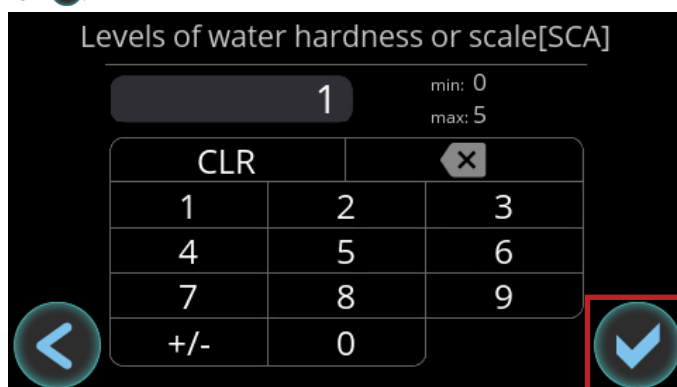 Levels of water hardness or scale[SCA]
1
min: 0
max: 5
CLR
1 2 3
4 5 6
7 8 9
+/- 0